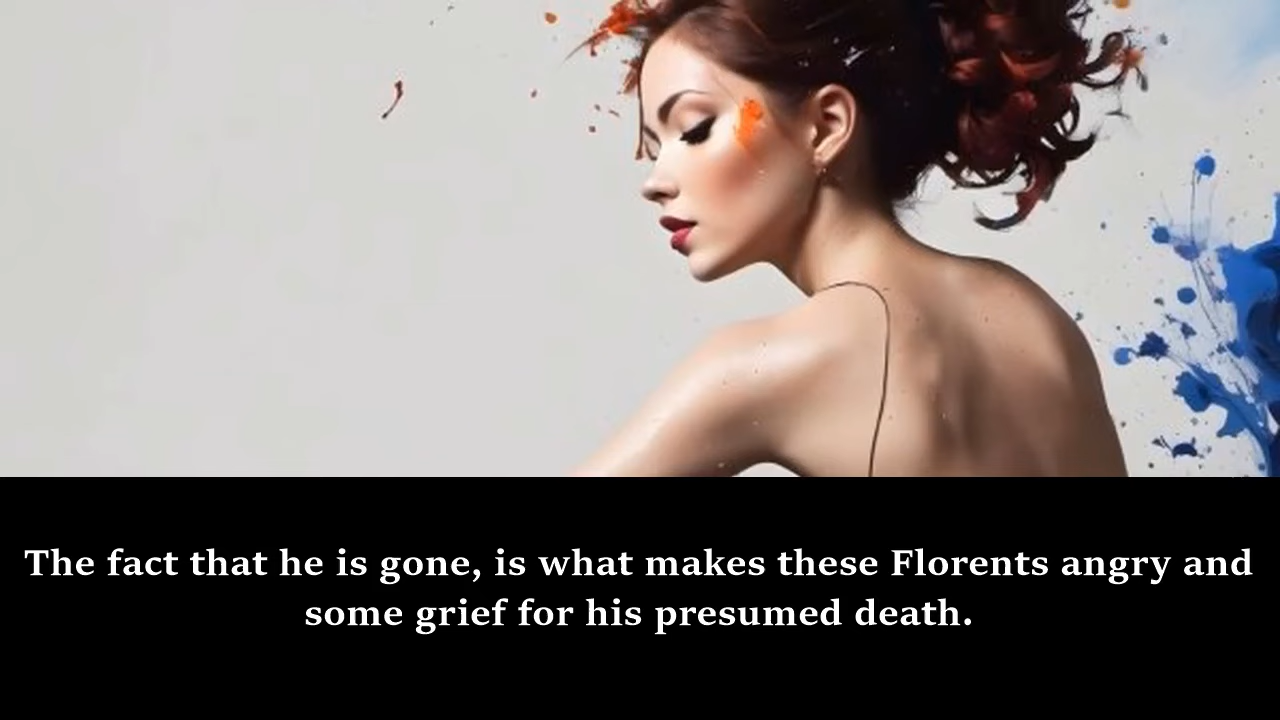 The fact that he is gone, is what makes these Florents angry and
some grief for his presumed death.